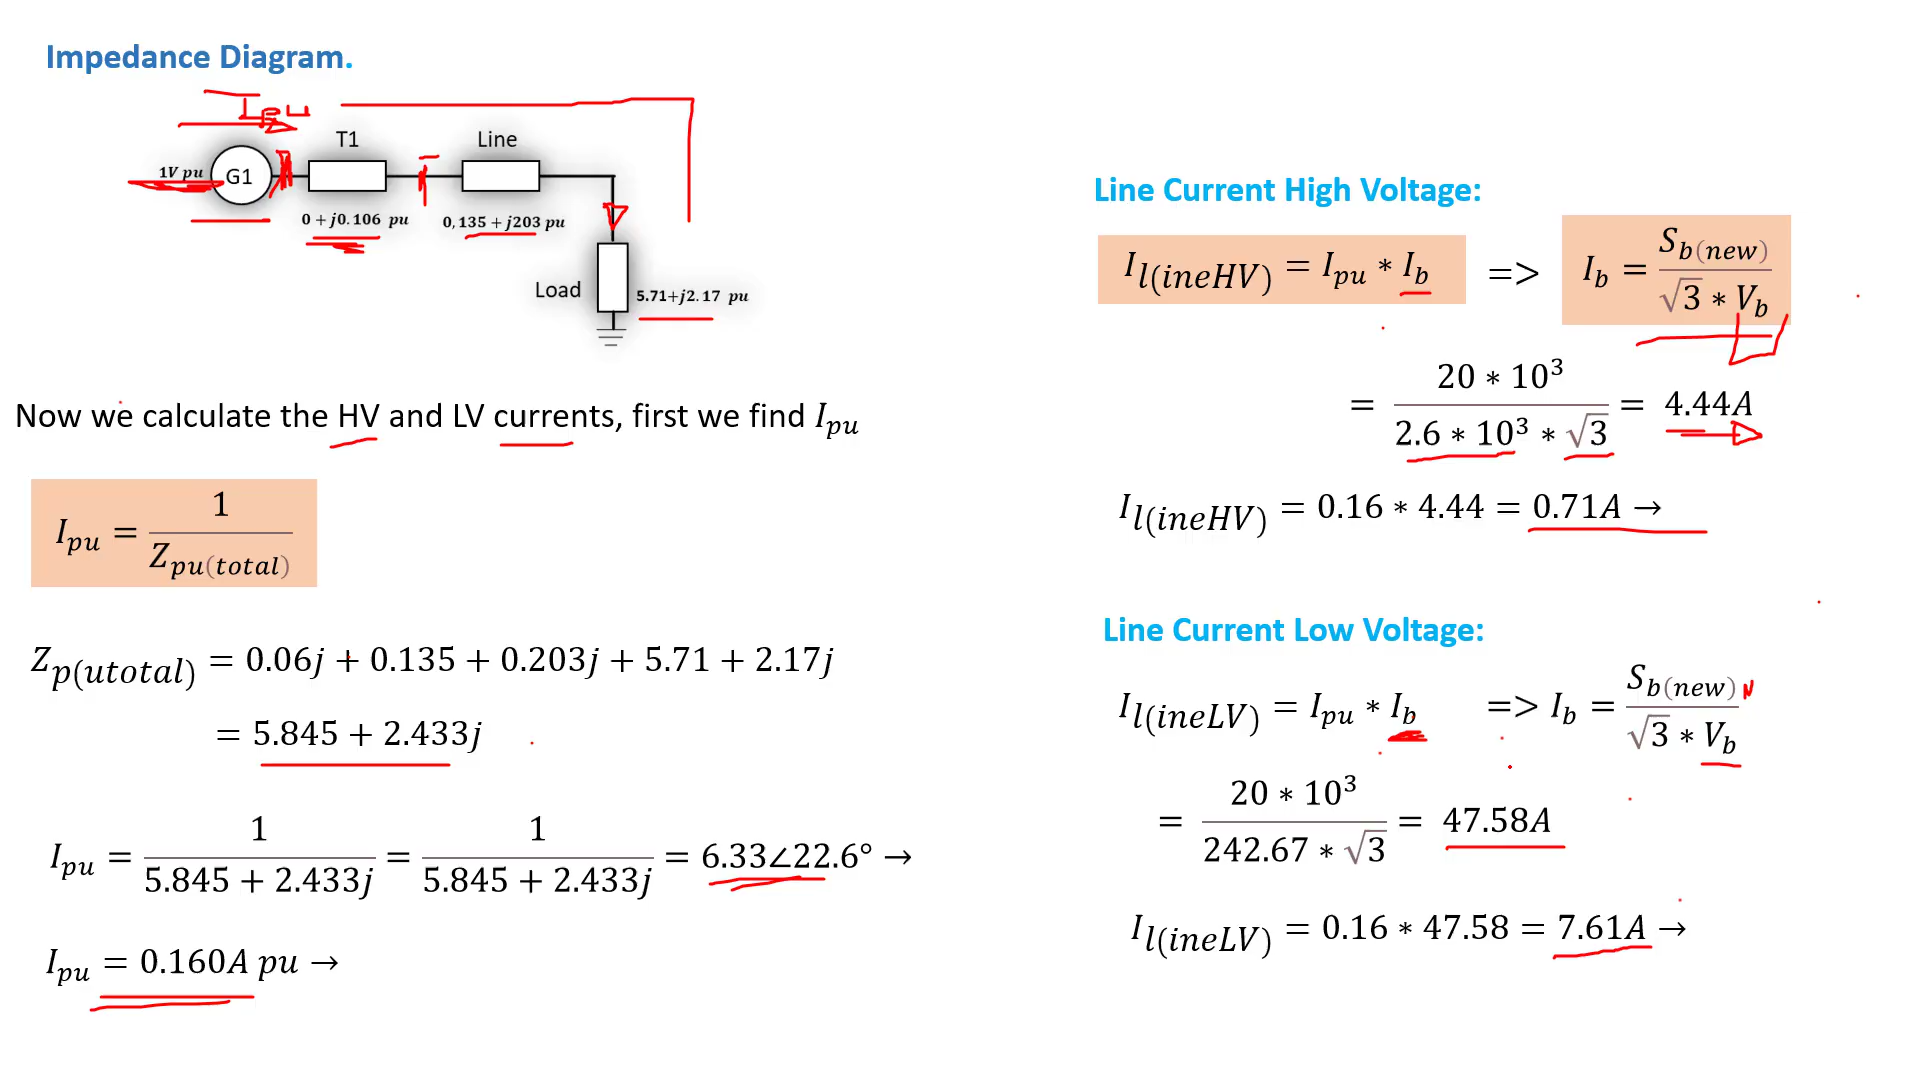 Impedance Diagram.
Ipu
T1
Line
1V pu
G1
0 + j0.106 pu
0,135 + j203 pu
Load
5.71+j2.17 pu
Now we calculate the HV and LV currents, first we find I_pu
I_pu = 1 / Z_pu(total)
Z_p(utotal) = 0.06j + 0.135 + 0.203j + 5.71 + 2.17j
= 5.845 + 2.433j
I_pu = 1 / (5.845 + 2.433j) = 1 / (5.845 + 2.433j) = 6.33∠22.6° →
I_pu = 0.160A pu →
Line Current High Voltage:
I_l(ineHV) = I_pu * I_b => I_b = S_b(new) / (√3 * V_b)
= 20 * 10³ / (2.6 * 10³ * √3) = 4.44A
I_l(ineHV) = 0.16 * 4.44 = 0.71A →
Line Current Low Voltage:
I_l(ineLV) = I_pu * I_b => I_b = S_b(new) / (√3 * V_b)
= 20 * 10³ / (242.67 * √3) = 47.58A
I_l(ineLV) = 0.16 * 47.58 = 7.61A →